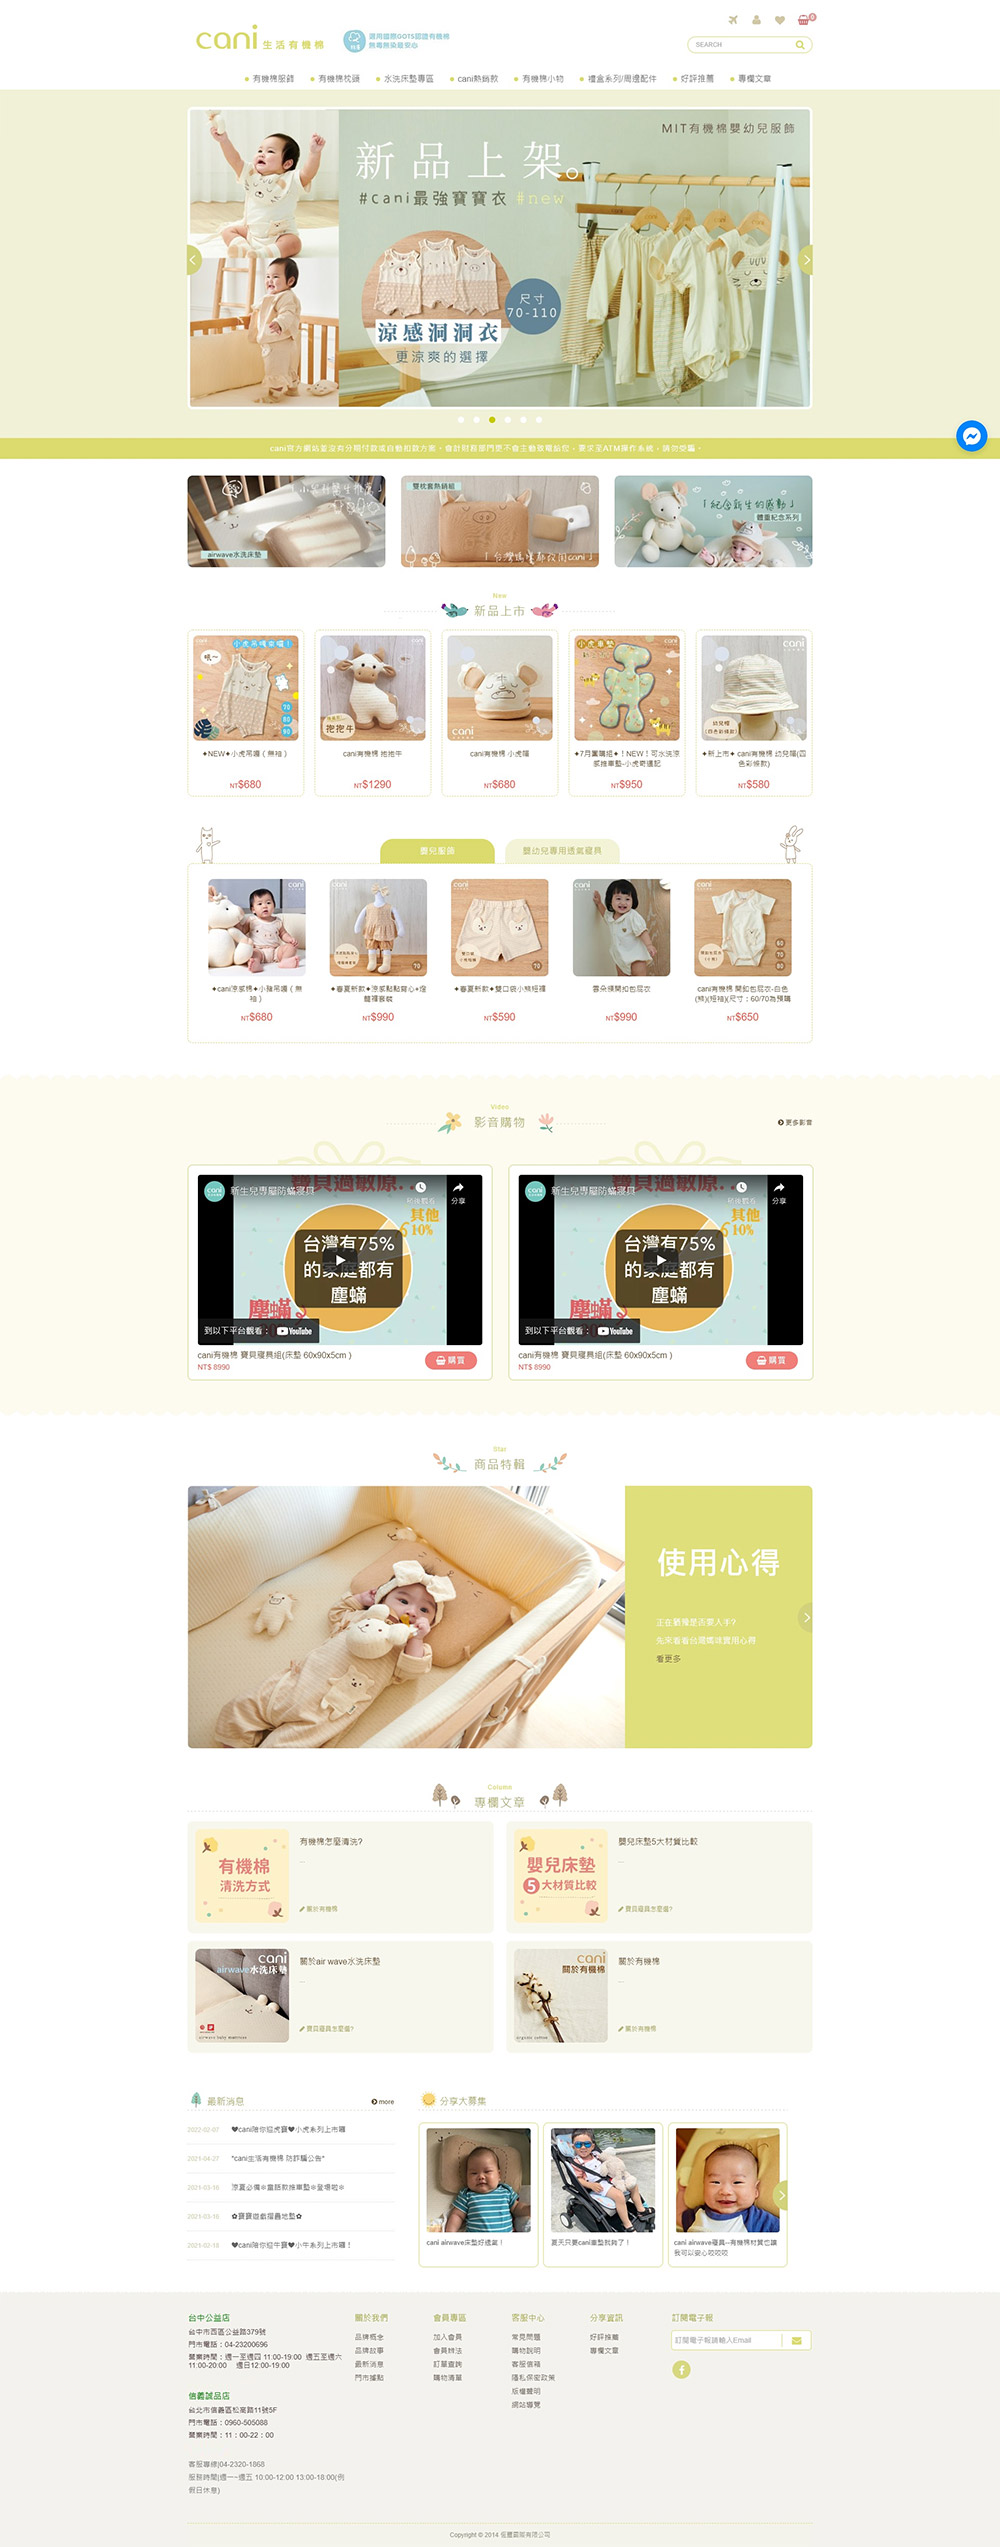 cani 生活有機棉
選用國際GOTS認證有機棉
無毒無染最安心
0
SEARCH
有機棉服飾
有機棉枕頭
水洗床墊專區
cani熱銷款
有機棉小物
禮盒系列/周邊配件
好評推薦
專欄文章
MIT有機棉嬰幼兒服飾
新品上架。
#cani最強寶寶衣 #new
尺寸
70-110
涼感洞洞衣
更涼爽的選擇
cani官方網站並沒有分期付款或自動扣款方案，會計財務部門更不會主動致電給您，要求至ATM操作系統，請勿受騙。
airwave水洗床墊
雙枕套熱銷組
「紀念新生的感動」
體重紀念系列
New
新品上市
小虎吊嘎來囉！
吼~
70
80
90
cani
抱抱牛
cani
小虎車墊
cani
cani
幼兒帽
✦NEW✦小虎吊嘎（無袖）
NT$680
cani有機棉 抱抱牛
NT$1290
cani有機棉 小虎帽
NT$680
✦7月團購組✦！NEW！可水洗涼感推車墊-小虎奇遇記
NT$950
✦新上市✦ cani有機棉 幼兒帽(四色彩條款)
NT$580
嬰兒服飾
嬰幼兒專用透氣寢具
cani
cani
cani
cani
cani
✦cani涼感棉✦小豬吊嘎（無袖）
NT$680
✦春夏新款✦涼感點點背心+燈籠褲套裝
NT$990
✦春夏新款✦雙口袋小熊短褲
NT$590
雲朵領開扣包屁衣
NT$990
cani有機棉 開釦包屁衣-白色(熊)(短袖)(尺寸：60/70為預購
NT$650
Video
影音購物
更多影音
新生兒專屬防蟎寢具
稍後觀看
分享
其他
10%
台灣有75%
的家庭都有
塵蟎
塵蟎
到以下平台觀看：YouTube
cani有機棉 寶貝寢具組(床墊 60x90x5cm )
NT$ 8990
購買
新生兒專屬防蟎寢具
稍後觀看
分享
其他
10%
台灣有75%
的家庭都有
塵蟎
塵蟎
到以下平台觀看：YouTube
cani有機棉 寶貝寢具組(床墊 60x90x5cm )
NT$ 8990
購買
Star
商品特輯
使用心得
正在猶豫是否要入手?
先來看看台灣媽咪實用心得
看更多
Column
專欄文章
有機棉
清洗方式
有機棉怎麼清洗?
...
關於有機棉
嬰兒床墊
5大材質比較
嬰兒床墊5大材質比較
...
寶貝寢具怎麼選?
cani
airwave水洗床墊
關於air wave水洗床墊
...
寶貝寢具怎麼選?
cani
關於有機棉
關於有機棉
...
關於有機棉
最新消息
more
2022-02-07 ♥cani陪你迎虎寶♥小虎系列上市囉
2021-04-27 *cani生活有機棉 防詐騙公告*
2021-03-16 涼夏必備❊童話款推車墊❊登場啦❊
2021-03-16 ✿寶寶遊戲摺疊地墊✿
2021-02-18 ♥cani陪你迎牛寶♥小牛系列上市囉！
分享大募集
cani airwave床墊好透氣！
夏天只要cani車墊就夠了！
cani airwave寢具--有機棉材質也讓我可以安心咬咬咬
台中公益店
台中市西區公益路379號
門市電話：04-23200696
營業時間：週一至週四 11:00-19:00 週五至週六 11:00-20:00 週日12:00-19:00
信義誠品店
台北市信義區松高路11號5F
門市電話：0960-505088
營業時間：11：00-22：00
客服專線|04-2320-1868
服務時間|週一~週五 10:00-12:00 13:00-18:00(例假日休息)
關於我們
品牌概念
品牌故事
最新消息
門市據點
會員專區
加入會員
會員辦法
訂單查詢
購物清單
客服中心
常見問題
購物說明
客服信箱
隱私保密政策
版權聲明
網站導覽
分享資訊
好評推薦
專欄文章
訂閱電子報
訂閱電子報請輸入Email